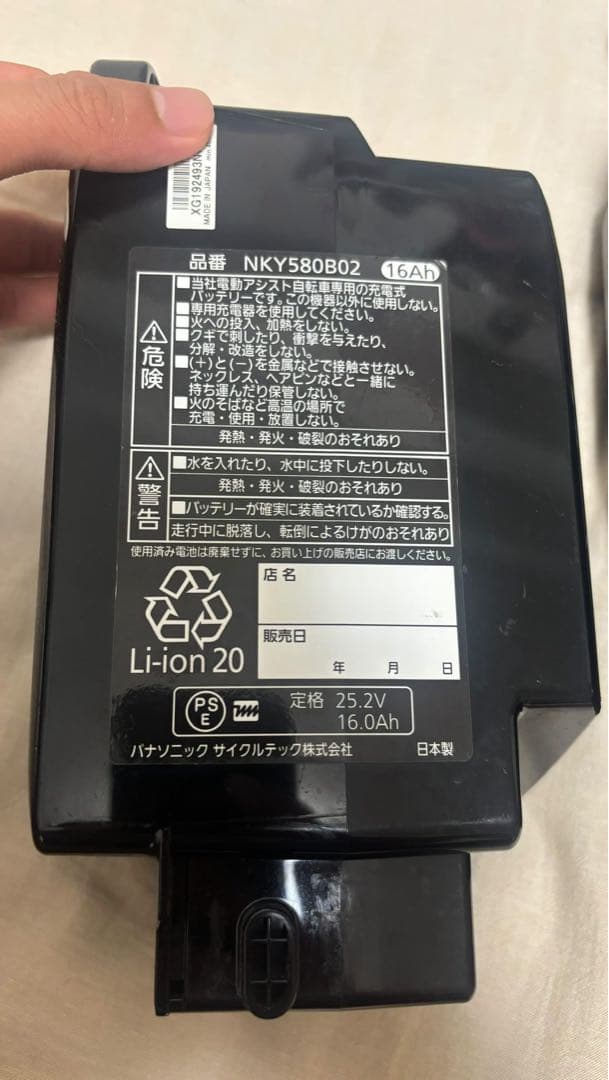 XG192493N
MADE IN JAPAN
品番 NKY580B02 16Ah
危険
■当社電動アシスト自転車専用の充電式
バッテリーです。この機器以外に使用しない。
■専用充電器を使用してください。
■火への投入、加熱をしない。
■クギで刺したり、衝撃を与えたり、
分解・改造をしない。
■(+)と(−)を金属などで接触させない。
ネックレス、ヘアピンなどと一緒に
持ち運んだり保管しない。
■火のそばなど高温の場所で
充電・使用・放置しない。
発熱・発火・破裂のおそれあり
警告
■水を入れたり、水中に投下したりしない。
発熱・発火・破裂のおそれあり
■バッテリーが確実に装着されているか確認する。
走行中に脱落し、転倒によるけがのおそれあり
使用済み電池は廃棄せずに、お買い上げの販売店にお渡しください。
Li-ion 20
店名
販売日
年 月 日
PS
E
定格 25.2V
16.0Ah
パナソニック サイクルテック株式会社 日本製